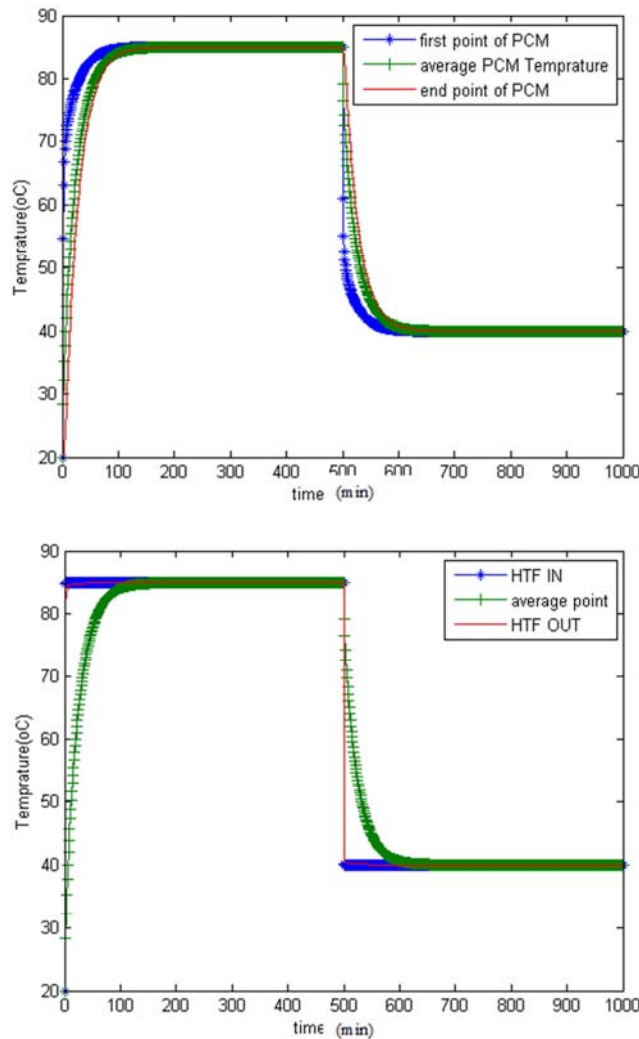 90
80
70
60
50
40
30
20
Temprature(oC)
first point of PCM
average PCM Temprature
end point of PCM
0 100 200 300 400 500 600 700 800 900 1000
time (min)
90
80
70
60
50
40
30
20
Temprature(oC)
HTF IN
average point
HTF OUT
0 100 200 300 400 500 600 700 800 900 1000
time (min)